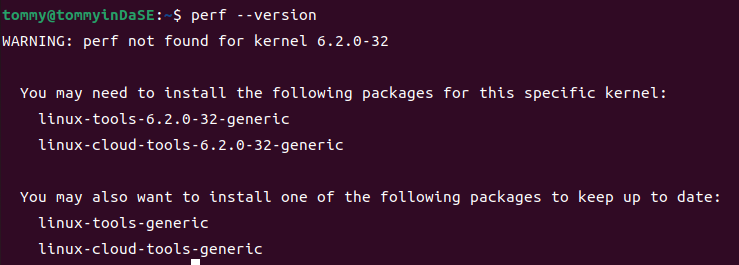 tommy@tommyinDaSE:~$ perf --version
WARNING: perf not found for kernel 6.2.0-32
You may need to install the following packages for this specific kernel:
linux-tools-6.2.0-32-generic
linux-cloud-tools-6.2.0-32-generic
You may also want to install one of the following packages to keep up to date:
linux-tools-generic
linux-cloud-tools-generic